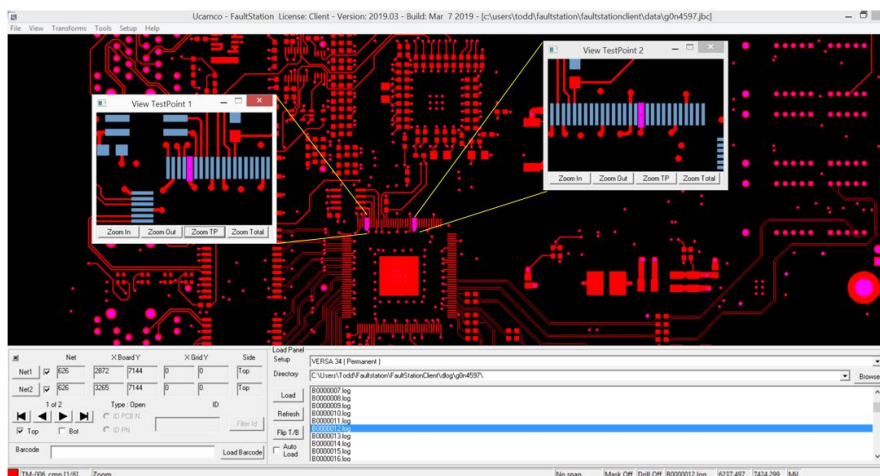 Ucamco - FaultStation License: Client - Version: 2019.03 - Build: Mar 7 2019 - [c:\users\todd\faultstation\faultstationclient\data\g0n4597.jbc]
File View Transforms Tools Setup Help
View TestPoint 1
Zoom In Zoom Out Zoom TP Zoom Total
View TestPoint 2
Zoom In Zoom Out Zoom TP Zoom Total
Net X Board Y X Grid Y Side
Net1 626 2872 7144 0 0 Top
Net2 626 3265 7144 0 0 Top
1 of 2 Type : Open ID
ID PCB N.
ID PN
Filter Id
Top Bot
Barcode Load Barcode
Load Panel
Setup VERSA 34 ( Permanent )
Directory C:\Users\Todd\Faultstation\FaultStationClient\dlog\g0n4597\ Browse
Load
Refresh
Flip T/B
Auto Load
B0000007.log
B0000008.log
B0000009.log
B0000010.log
B0000011.log
B0000012.log
B0000013.log
B0000014.log
B0000015.log
B0000016.log
TM-006_cmp [1/6] Zoom No snap Mask Off Drill Off B0000012.log 6237.497 7424.299 Mil